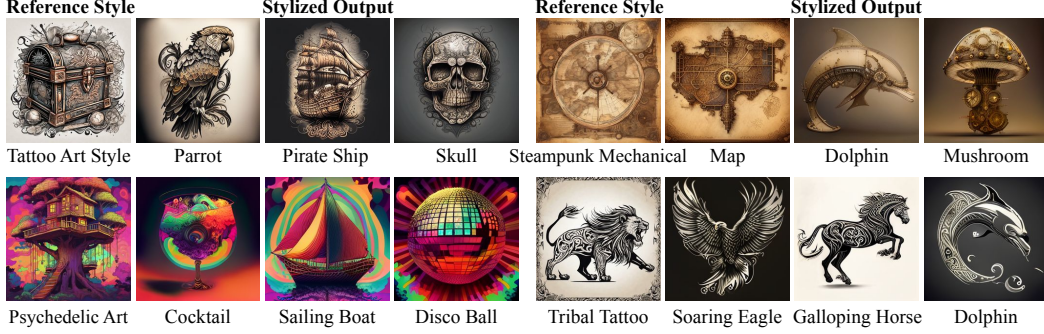 Reference Style Stylized Output Reference Style Stylized Output
Tattoo Art Style Parrot Pirate Ship Skull Steampunk Mechanical Map Dolphin Mushroom
Psychedelic Art Cocktail Sailing Boat Disco Ball Tribal Tattoo Soaring Eagle Galloping Horse Dolphin